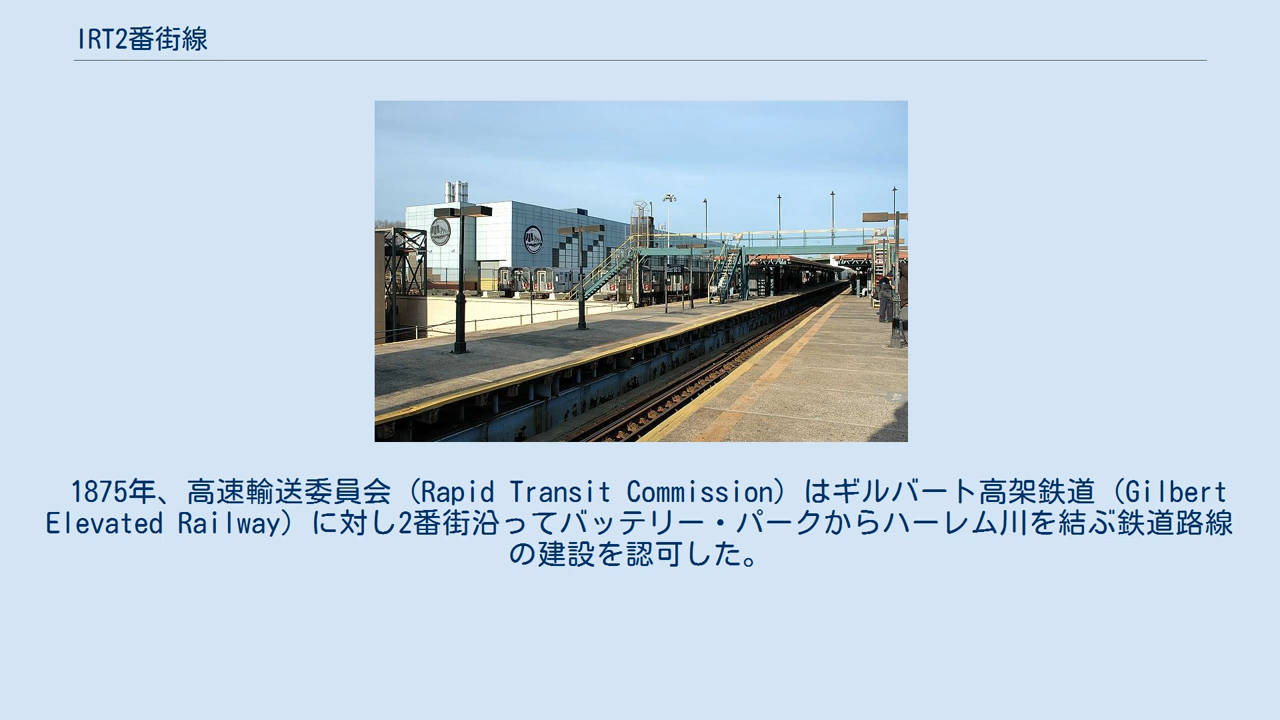 IRT2番街線
1875年、高速輸送委員会（Rapid Transit Commission）はギルバート高架鉄道（Gilbert
Elevated Railway）に対し2番街沿ってバッテリー・パークからハーレム川を結ぶ鉄道路線
の建設を認可した。